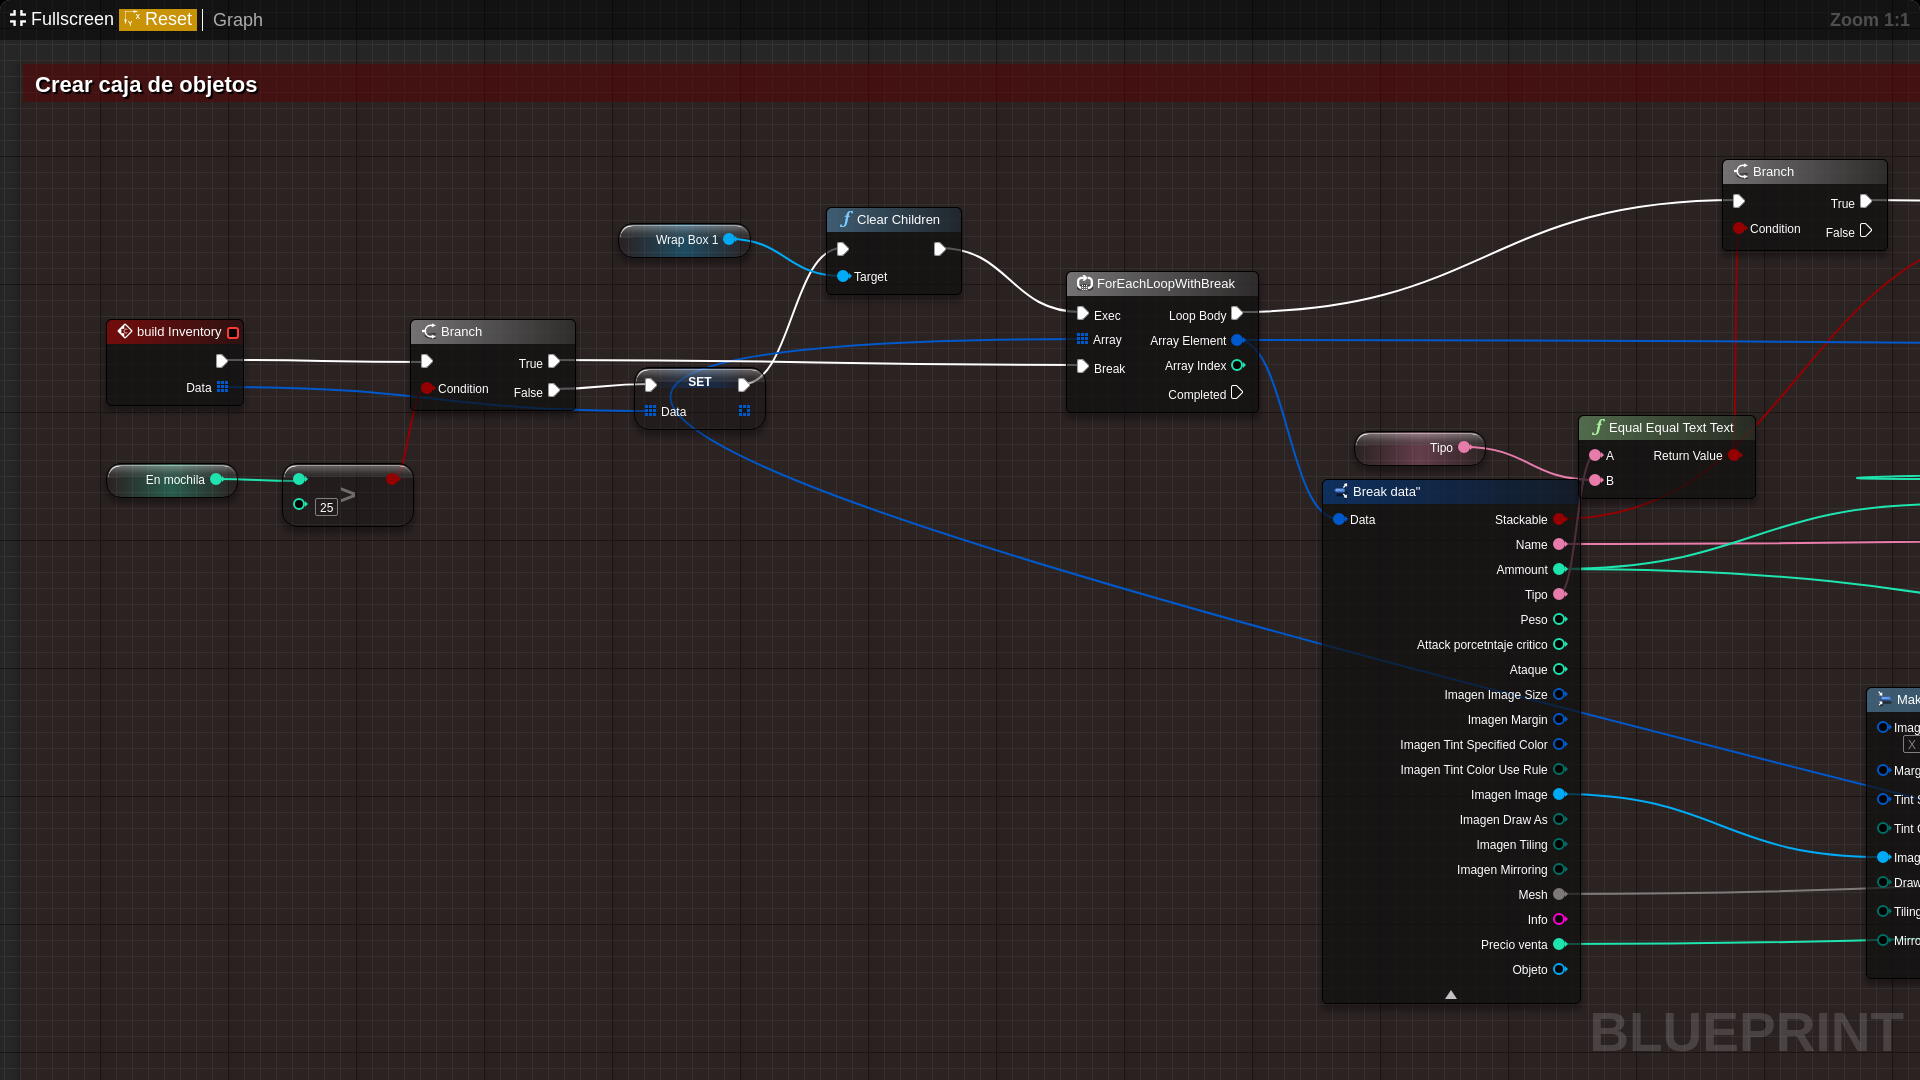 Fullscreen Reset Graph
Zoom 1:1
Crear caja de objetos
Branch
True
Condition
False
Wrap Box 1
Clear Children
Target
ForEachLoopWithBreak
Exec
Loop Body
Array
Array Element
Array Index
Break
Completed
build Inventory
Data
Branch
True
Condition
False
SET
Data
En mochila
>
25
Tipo
Equal Equal Text Text
A
Return Value
B
Break data"
Data
Stackable
Name
Ammount
Tipo
Peso
Attack porcetntaje critico
Ataque
Imagen Image Size
Imagen Margin
Imagen Tint Specified Color
Imagen Tint Color Use Rule
Imagen Image
Imagen Draw As
Imagen Tiling
Imagen Mirroring
Mesh
Info
Precio venta
Objeto
Mak
Imag
X
Marg
Tint S
Tint C
Imag
Draw
Tiling
Mirro
BLUEPRINT